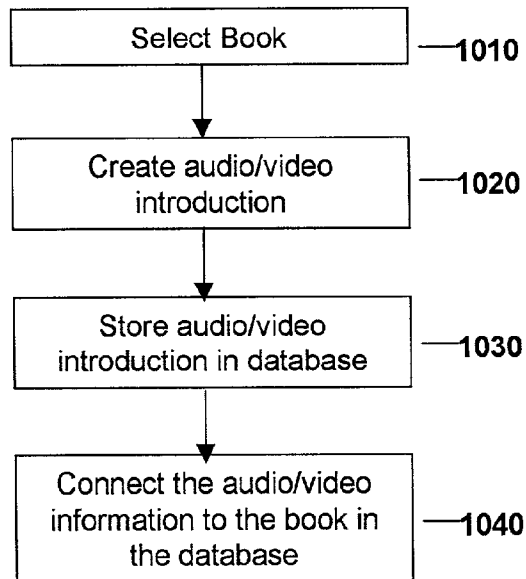 Select Book
1010
Create audio/video
introduction
1020
Store audio/video
introduction in database
1030
Connect the audio/video
information to the book in
the database
1040